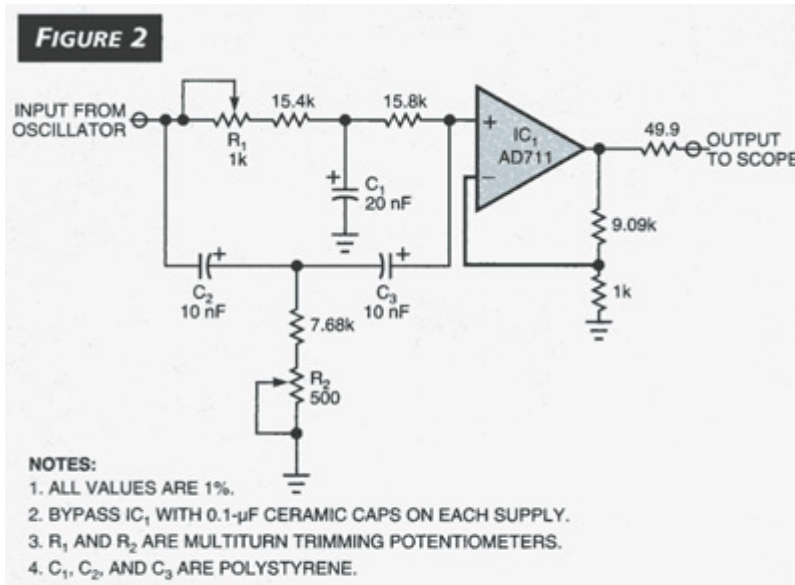 FIGURE 2
INPUT FROM
OSCILLATOR
R1
1k
15.4k
15.8k
C1
20 nF
+
+
−
IC1
AD711
49.9
OUTPUT
TO SCOPE
9.09k
1k
+
C2
10 nF
+
C3
10 nF
7.68k
R2
500
NOTES:
1. ALL VALUES ARE 1%.
2. BYPASS IC1 WITH 0.1-µF CERAMIC CAPS ON EACH SUPPLY.
3. R1 AND R2 ARE MULTITURN TRIMMING POTENTIOMETERS.
4. C1, C2, AND C3 ARE POLYSTYRENE.